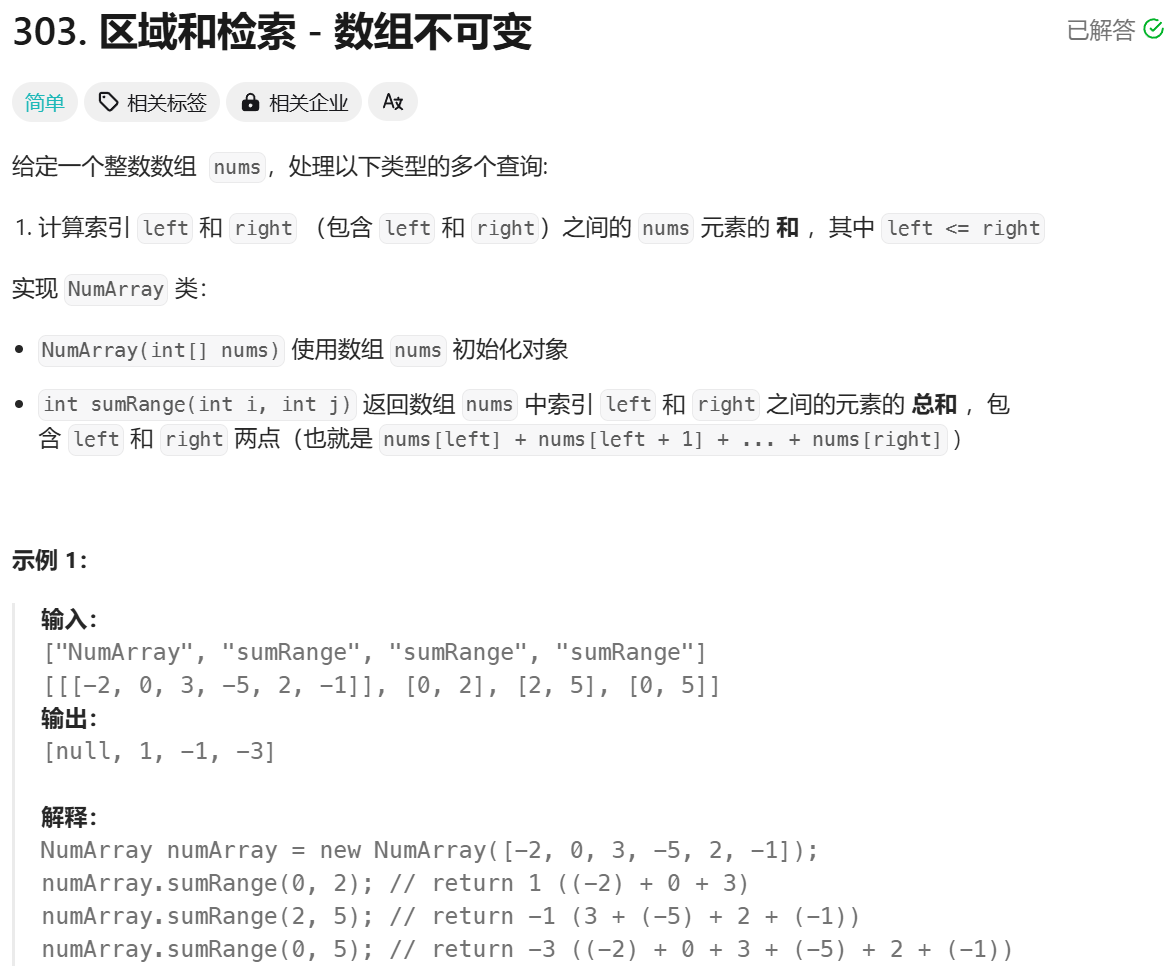 303. 区域和检索 - 数组不可变
已解答
简单 相关标签 相关企业 Aあ
给定一个整数数组 nums，处理以下类型的多个查询:
1. 计算索引 left 和 right （包含 left 和 right）之间的 nums 元素的 和 ，其中 left <= right
实现 NumArray 类：
• NumArray(int[] nums) 使用数组 nums 初始化对象
• int sumRange(int i, int j) 返回数组 nums 中索引 left 和 right 之间的元素的 总和 ，包
含 left 和 right 两点（也就是 nums[left] + nums[left + 1] + ... + nums[right] )
示例 1：
输入：
["NumArray", "sumRange", "sumRange", "sumRange"]
[[[-2, 0, 3, -5, 2, -1]], [0, 2], [2, 5], [0, 5]]
输出：
[null, 1, -1, -3]
解释：
NumArray numArray = new NumArray([-2, 0, 3, -5, 2, -1]);
numArray.sumRange(0, 2); // return 1 ((-2) + 0 + 3)
numArray.sumRange(2, 5); // return -1 (3 + (-5) + 2 + (-1))
numArray.sumRange(0, 5); // return -3 ((-2) + 0 + 3 + (-5) + 2 + (-1))